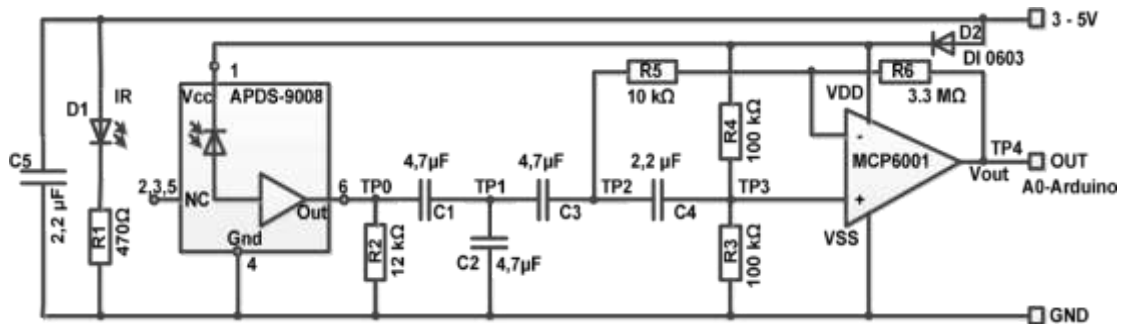 3 - 5V
D2
DI 0603
R5
10 kΩ
R6
3.3 MΩ
1
Vcc
APDS-9008
D1
IR
VDD
R4
100 kΩ
C5
2,2 µF
R1
470Ω
2,3,5
NC
Out
6
TP0
4,7µF
C1
TP1
4,7µF
C3
TP2
2,2 µF
C4
TP3
-
MCP6001
+
TP4
Vout
OUT
A0-Arduino
Gnd
4
R2
12 kΩ
C2
4,7µF
R3
100 kΩ
VSS
GND